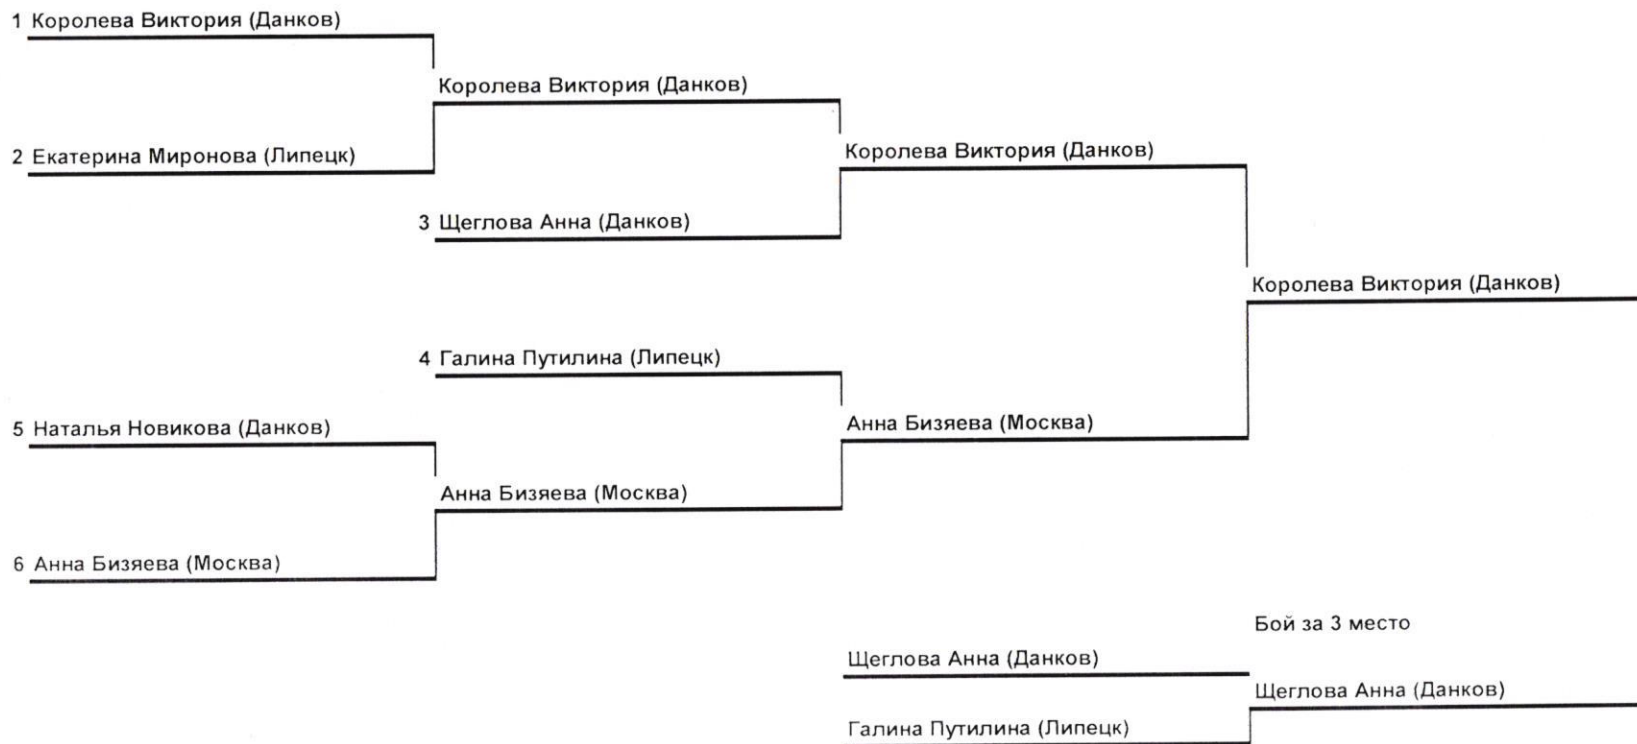 1 Королева Виктория (Данков)
Королева Виктория (Данков)
2 Екатерина Миронова (Липецк)
Королева Виктория (Данков)
3 Щеглова Анна (Данков)
Королева Виктория (Данков)
4 Галина Путилина (Липецк)
5 Наталья Новикова (Данков)
Анна Бизяева (Москва)
Анна Бизяева (Москва)
6 Анна Бизяева (Москва)
Бой за 3 место
Щеглова Анна (Данков)
Щеглова Анна (Данков)
Галина Путилина (Липецк)